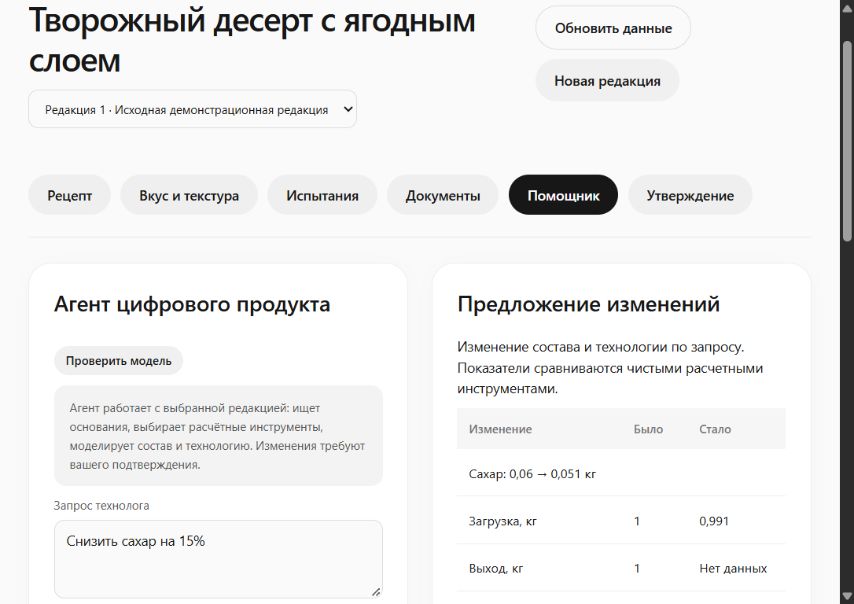 Творожный десерт с ягодным
слоем
Обновить данные
Новая редакция
Редакция 1 · Исходная демонстрационная редакция
Рецепт
Вкус и текстура
Испытания
Документы
Помощник
Утверждение
Агент цифрового продукта
Проверить модель
Агент работает с выбранной редакцией: ищет
основания, выбирает расчётные инструменты,
моделирует состав и технологию. Изменения требуют
вашего подтверждения.
Запрос технолога
Снизить сахар на 15%
Предложение изменений
Изменение состава и технологии по запросу.
Показатели сравниваются чистыми расчетными
инструментами.
Изменение Было Стало
Сахар: 0,06 → 0,051 кг
Загрузка, кг 1 0,991
Выход, кг 1 Нет данных